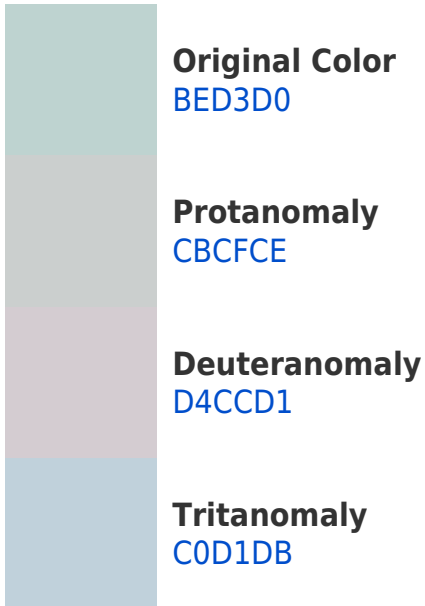 Original Color
BED3D0
Protanomaly
CBCFCE
Deuteranomaly
D4CCD1
Tritanomaly
C0D1DB